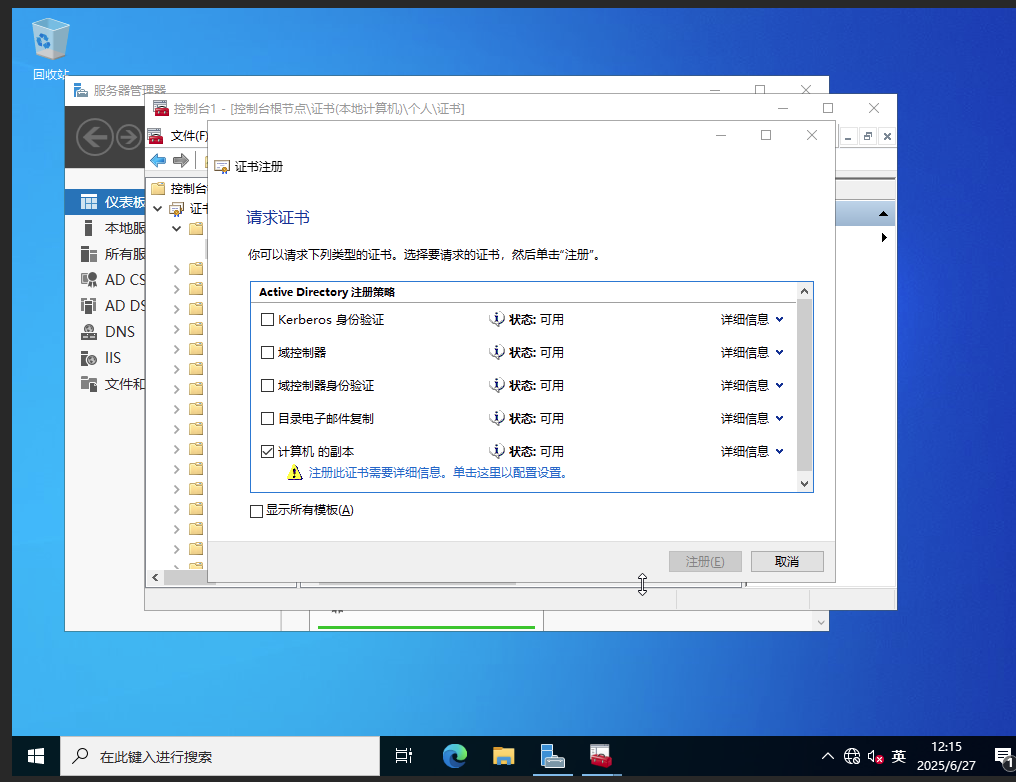 回收站
服务器管理器
控制台1 - [控制台根节点\证书(本地计算机)\个人\证书]
文件(F)
证书注册
控制台
仪表板
证书
请求证书
本地服
你可以请求下列类型的证书。选择要请求的证书，然后单击“注册”。
所有服
AD CS
AD DS
DNS
IIS
文件和
Active Directory 注册策略
Kerberos 身份验证 状态: 可用 详细信息
域控制器 状态: 可用 详细信息
域控制器身份验证 状态: 可用 详细信息
目录电子邮件复制 状态: 可用 详细信息
计算机 的副本 状态: 可用 详细信息
注册此证书需要详细信息。单击这里以配置设置。
显示所有模板(A)
注册(E) 取消
在此键入进行搜索
英
12:15
2025/6/27
1